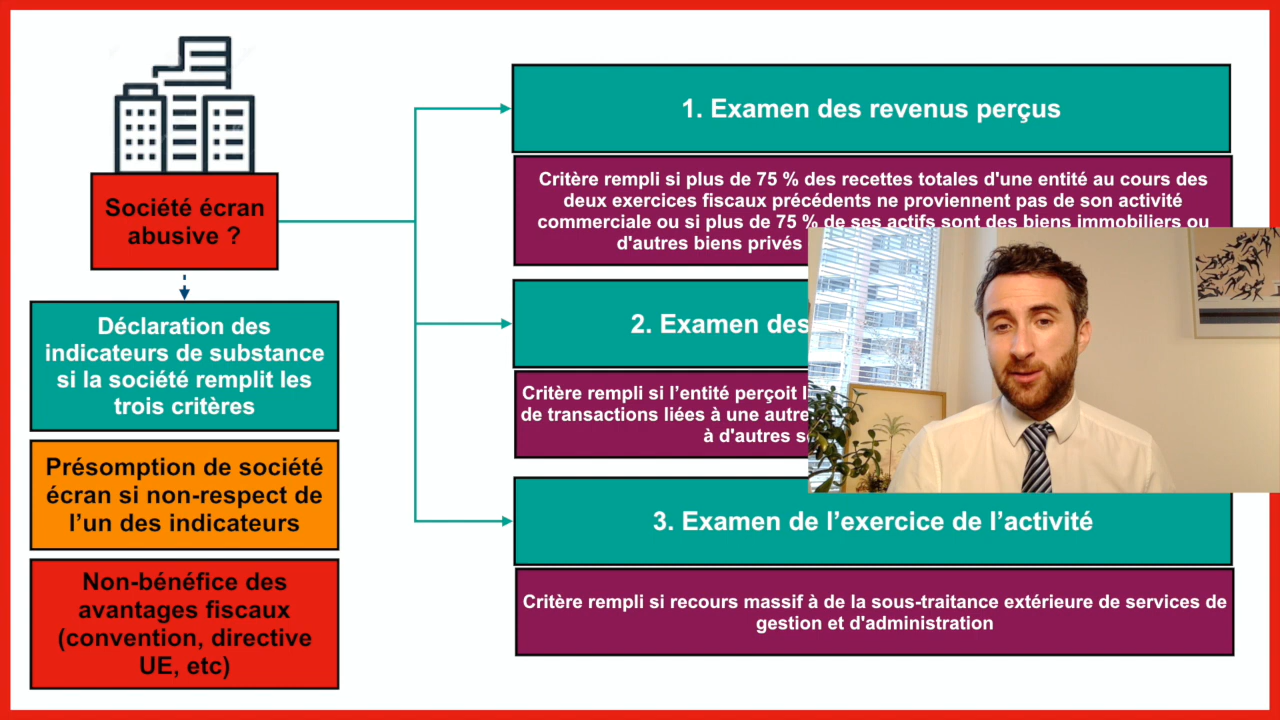 Société écran
abusive ?
Déclaration des
indicateurs de substance
si la société remplit les
trois critères
Présomption de société
écran si non-respect de
l’un des indicateurs
Non-bénéfice des
avantages fiscaux
(convention, directive
UE, etc)
1. Examen des revenus perçus
Critère rempli si plus de 75 % des recettes totales d'une entité au cours des
deux exercices fiscaux précédents ne proviennent pas de son activité
commerciale ou si plus de 75 % de ses actifs sont des biens immobiliers ou
d'autres biens privés
2. Examen des
Critère rempli si l’entité perçoit
de transactions liées à une autre
à d'autres
3. Examen de l’exercice de l’activité
Critère rempli si recours massif à de la sous-traitance extérieure de services de
gestion et d'administration